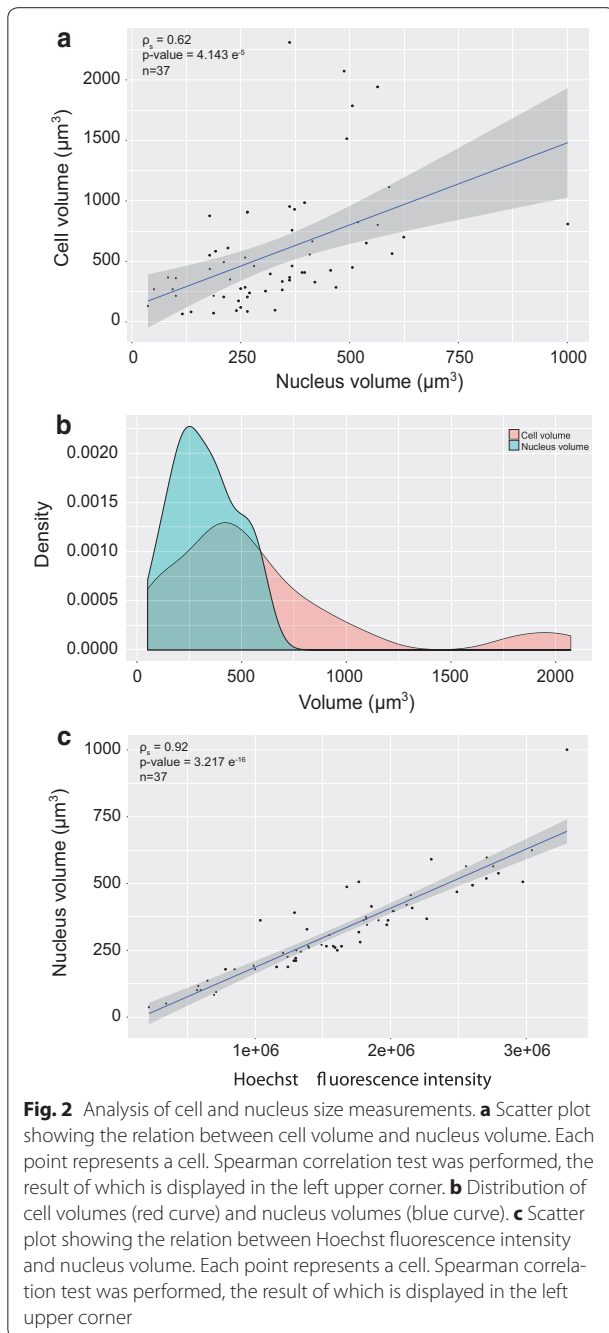 a
ρs = 0.62
p-value = 4.143 e-5
n=37
2000
1500
1000
500
0
Cell volume (µm3)
0
250
500
750
1000
Nucleus volume (µm3)
b
Cell volume
Nucleus volume
0.0020
0.0015
0.0010
0.0005
0.0000
Density
0
500
1000
1500
2000
Volume (µm3)
c
ρs = 0.92
p-value = 3.217 e-16
n=37
1000
750
500
250
0
Nucleus volume (µm3)
1e+06
2e+06
3e+06
Hoechst fluorescence intensity
Fig. 2 Analysis of cell and nucleus size measurements. a Scatter plot
showing the relation between cell volume and nucleus volume. Each
point represents a cell. Spearman correlation test was performed, the
result of which is displayed in the left upper corner. b Distribution of
cell volumes (red curve) and nucleus volumes (blue curve). c Scatter
plot showing the relation between Hoechst fluorescence intensity
and nucleus volume. Each point represents a cell. Spearman correla-
tion test was performed, the result of which is displayed in the left
upper corner